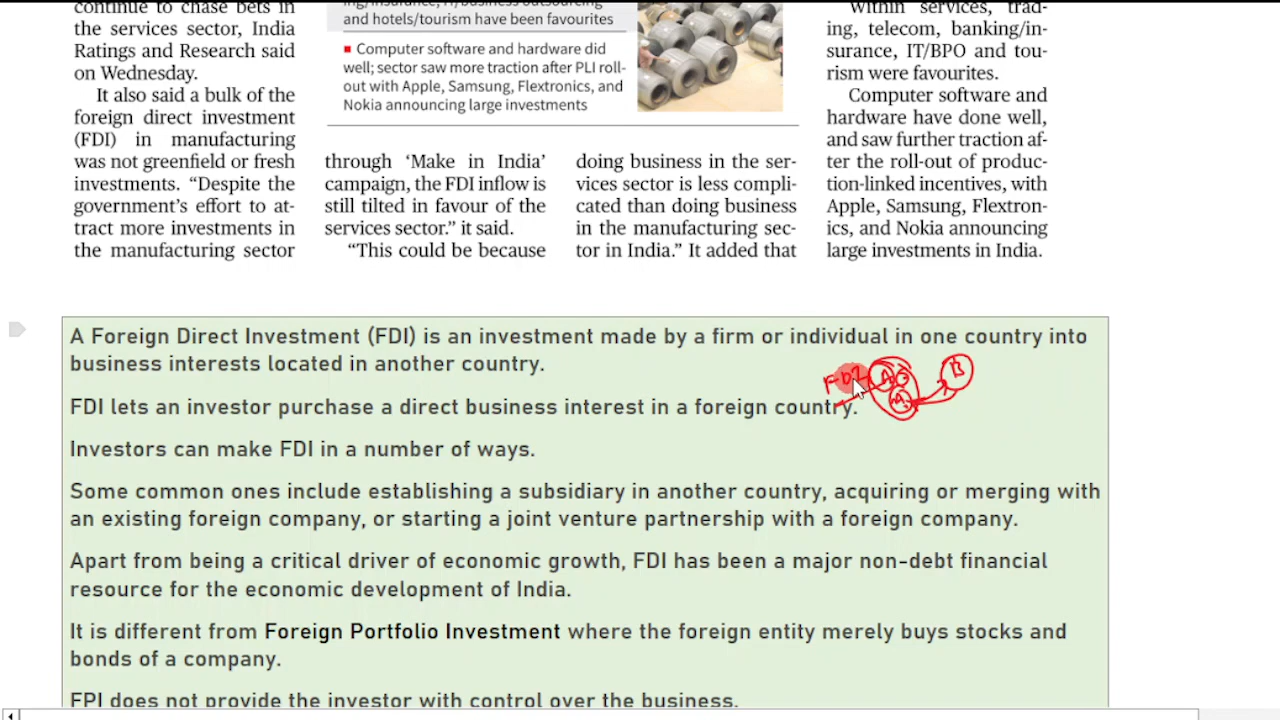 continue to chase bets in
the services sector, India
Ratings and Research said
on Wednesday.
It also said a bulk of the
foreign direct investment
(FDI) in manufacturing
was not greenfield or fresh
investments. “Despite the
government’s effort to at-
tract more investments in
the manufacturing sector
ing/insurance, IT/business outsourcing
and hotels/tourism have been favourites
■ Computer software and hardware did
well; sector saw more traction after PLI roll-
out with Apple, Samsung, Flextronics, and
Nokia announcing large investments
through ‘Make in India’
campaign, the FDI inflow is
still tilted in favour of the
services sector.” it said.
“This could be because
doing business in the ser-
vices sector is less compli-
cated than doing business
in the manufacturing sec-
tor in India.” It added that
Within services, trad-
ing, telecom, banking/in-
surance, IT/BPO and tou-
rism were favourites.
Computer software and
hardware have done well,
and saw further traction af-
ter the roll-out of produc-
tion-linked incentives, with
Apple, Samsung, Flextron-
ics, and Nokia announcing
large investments in India.
A Foreign Direct Investment (FDI) is an investment made by a firm or individual in one country into
business interests located in another country.
FDI A B
A
FDI lets an investor purchase a direct business interest in a foreign country.
Investors can make FDI in a number of ways.
Some common ones include establishing a subsidiary in another country, acquiring or merging with
an existing foreign company, or starting a joint venture partnership with a foreign company.
Apart from being a critical driver of economic growth, FDI has been a major non-debt financial
resource for the economic development of India.
It is different from Foreign Portfolio Investment where the foreign entity merely buys stocks and
bonds of a company.
FPI does not provide the investor with control over the business.